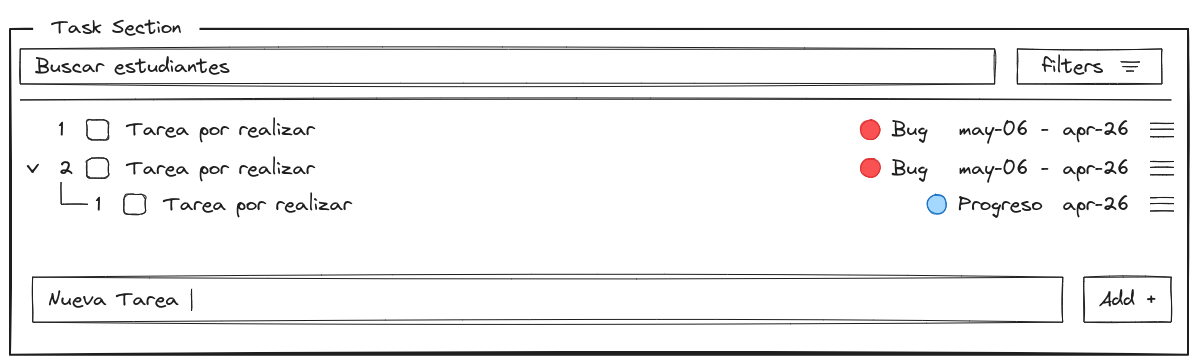 Task Section
Buscar estudiantes filters
1 Tarea por realizar Bug may-06 - apr-26
v 2 Tarea por realizar Bug may-06 - apr-26
1 Tarea por realizar Progreso apr-26
Nueva Tarea | Add +